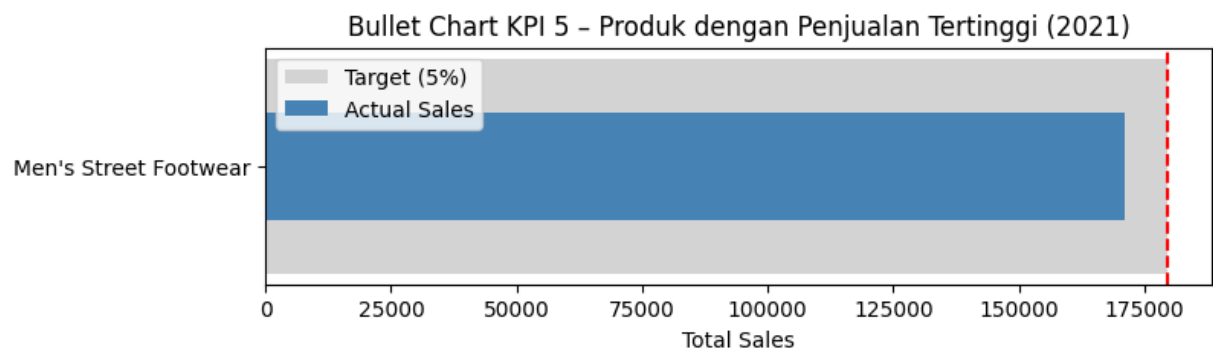 Bullet Chart KPI 5 – Produk dengan Penjualan Tertinggi (2021)
Target (5%)
Actual Sales
Men's Street Footwear
0 25000 50000 75000 100000 125000 150000 175000
Total Sales